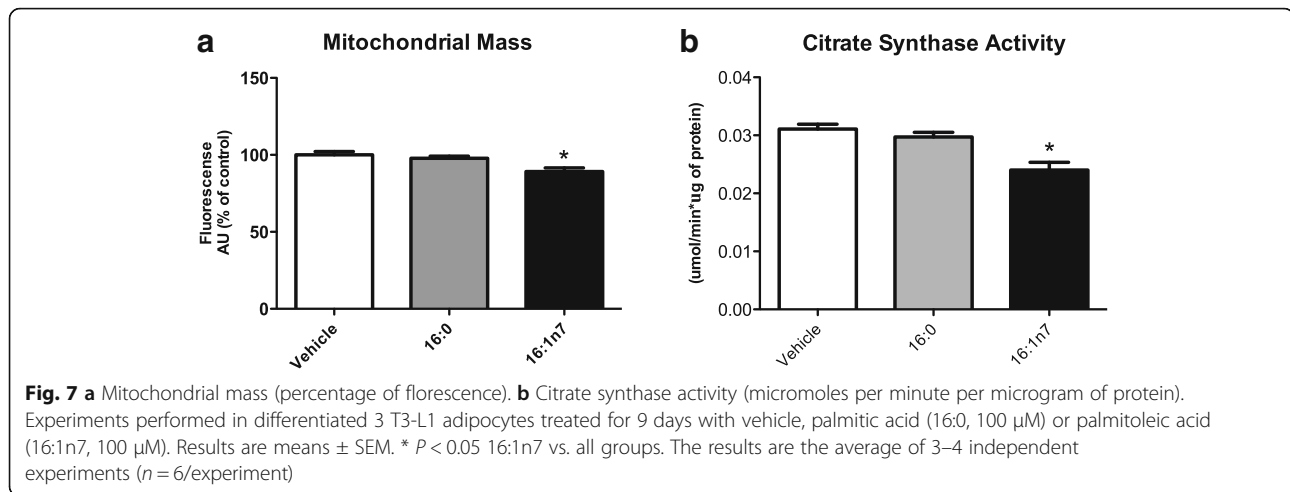 a
Mitochondrial Mass
Fluorescense
AU (% of control)
150
100
50
0
*
Vehicle
16:0
16:1n7
b
Citrate Synthase Activity
(umol/min*ug of protein)
0.04
0.03
0.02
0.01
0.00
*
Vehicle
16:0
16:1n7
Fig. 7 a Mitochondrial mass (percentage of florescence). b Citrate synthase activity (micromoles per minute per microgram of protein).
Experiments performed in differentiated 3 T3-L1 adipocytes treated for 9 days with vehicle, palmitic acid (16:0, 100 μM) or palmitoleic acid
(16:1n7, 100 μM). Results are means ± SEM. * P < 0.05 16:1n7 vs. all groups. The results are the average of 3–4 independent
experiments (n = 6/experiment)